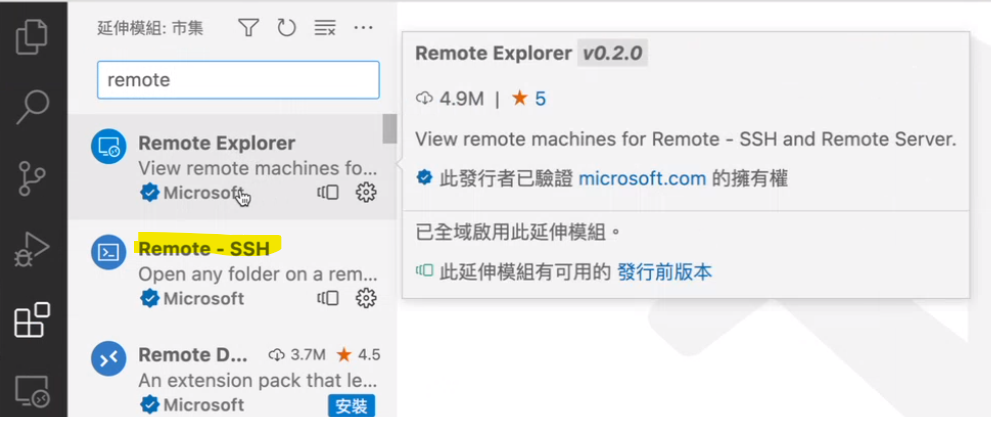 延伸模組: 市集
remote
Remote Explorer
View remote machines fo...
Microsoft
Remote - SSH
Open any folder on a rem...
Microsoft
Remote D... 3.7M 4.5
An extension pack that le...
Microsoft
安裝
Remote Explorer v0.2.0
4.9M | 5
View remote machines for Remote - SSH and Remote Server.
此發行者已驗證 microsoft.com 的擁有權
已全域啟用此延伸模組。
此延伸模組有可用的 發行前版本